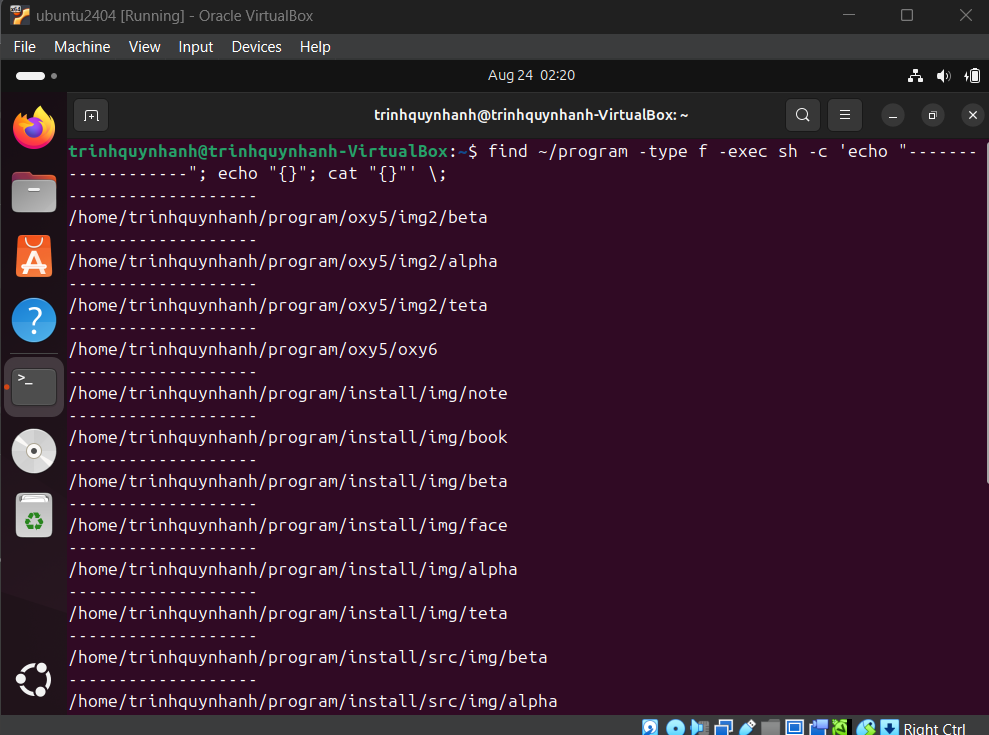 ubuntu2404 [Running] - Oracle VirtualBox
File Machine View Input Devices Help
Aug 24 02:20
trinhquynhanh@trinhquynhanh-VirtualBox: ~
trinhquynhanh@trinhquynhanh-VirtualBox:~$ find ~/program -type f -exec sh -c 'echo "-------
------------"; echo "{}"; cat "{}"' \;
-------------------
/home/trinhquynhanh/program/oxy5/img2/beta
-------------------
/home/trinhquynhanh/program/oxy5/img2/alpha
-------------------
/home/trinhquynhanh/program/oxy5/img2/teta
-------------------
/home/trinhquynhanh/program/oxy5/oxy6
-------------------
/home/trinhquynhanh/program/install/img/note
-------------------
/home/trinhquynhanh/program/install/img/book
-------------------
/home/trinhquynhanh/program/install/img/beta
-------------------
/home/trinhquynhanh/program/install/img/face
-------------------
/home/trinhquynhanh/program/install/img/alpha
-------------------
/home/trinhquynhanh/program/install/img/teta
-------------------
/home/trinhquynhanh/program/install/src/img/beta
-------------------
/home/trinhquynhanh/program/install/src/img/alpha
Right Ctrl